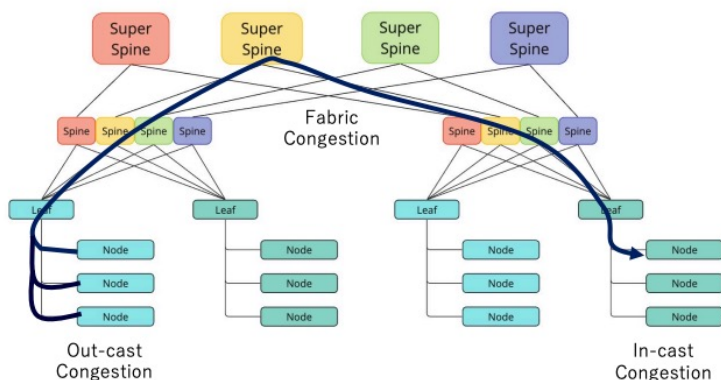 Super
Spine
Super
Spine
Super
Spine
Super
Spine
Fabric
Congestion
Spine
Spine
Spine
Spine
Spine
Spine
Spine
Spine
Leaf
Leaf
Leaf
Leaf
Node
Node
Node
Node
Node
Node
Node
Node
Node
Node
Node
Node
Out-cast
Congestion
In-cast
Congestion